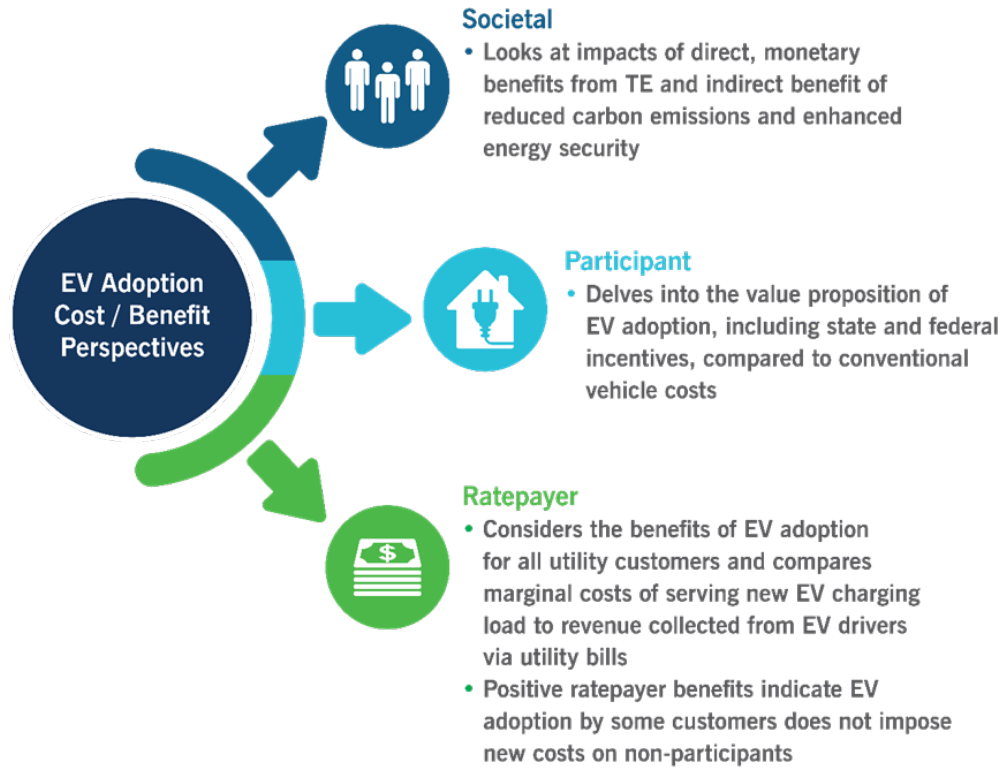 EV Adoption
Cost / Benefit
Perspectives
Societal
• Looks at impacts of direct, monetary
benefits from TE and indirect benefit of
reduced carbon emissions and enhanced
energy security
Participant
• Delves into the value proposition of
EV adoption, including state and federal
incentives, compared to conventional
vehicle costs
$
Ratepayer
• Considers the benefits of EV adoption
for all utility customers and compares
marginal costs of serving new EV charging
load to revenue collected from EV drivers
via utility bills
• Positive ratepayer benefits indicate EV
adoption by some customers does not impose
new costs on non-participants